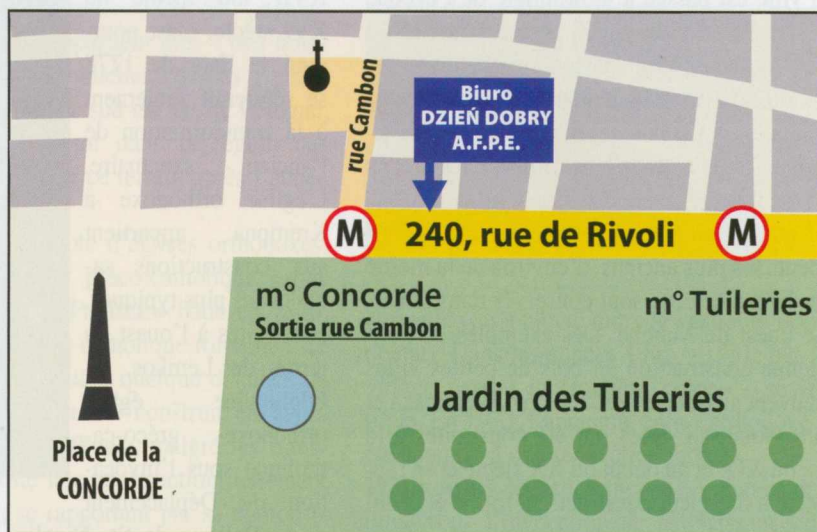 rue Cambon
Biuro
DZIEŃ DOBRY
A.F.P.E.
M 240, rue de Rivoli M
m° Concorde
Sortie rue Cambon
m° Tuileries
Jardin des Tuileries
Place de la
CONCORDE